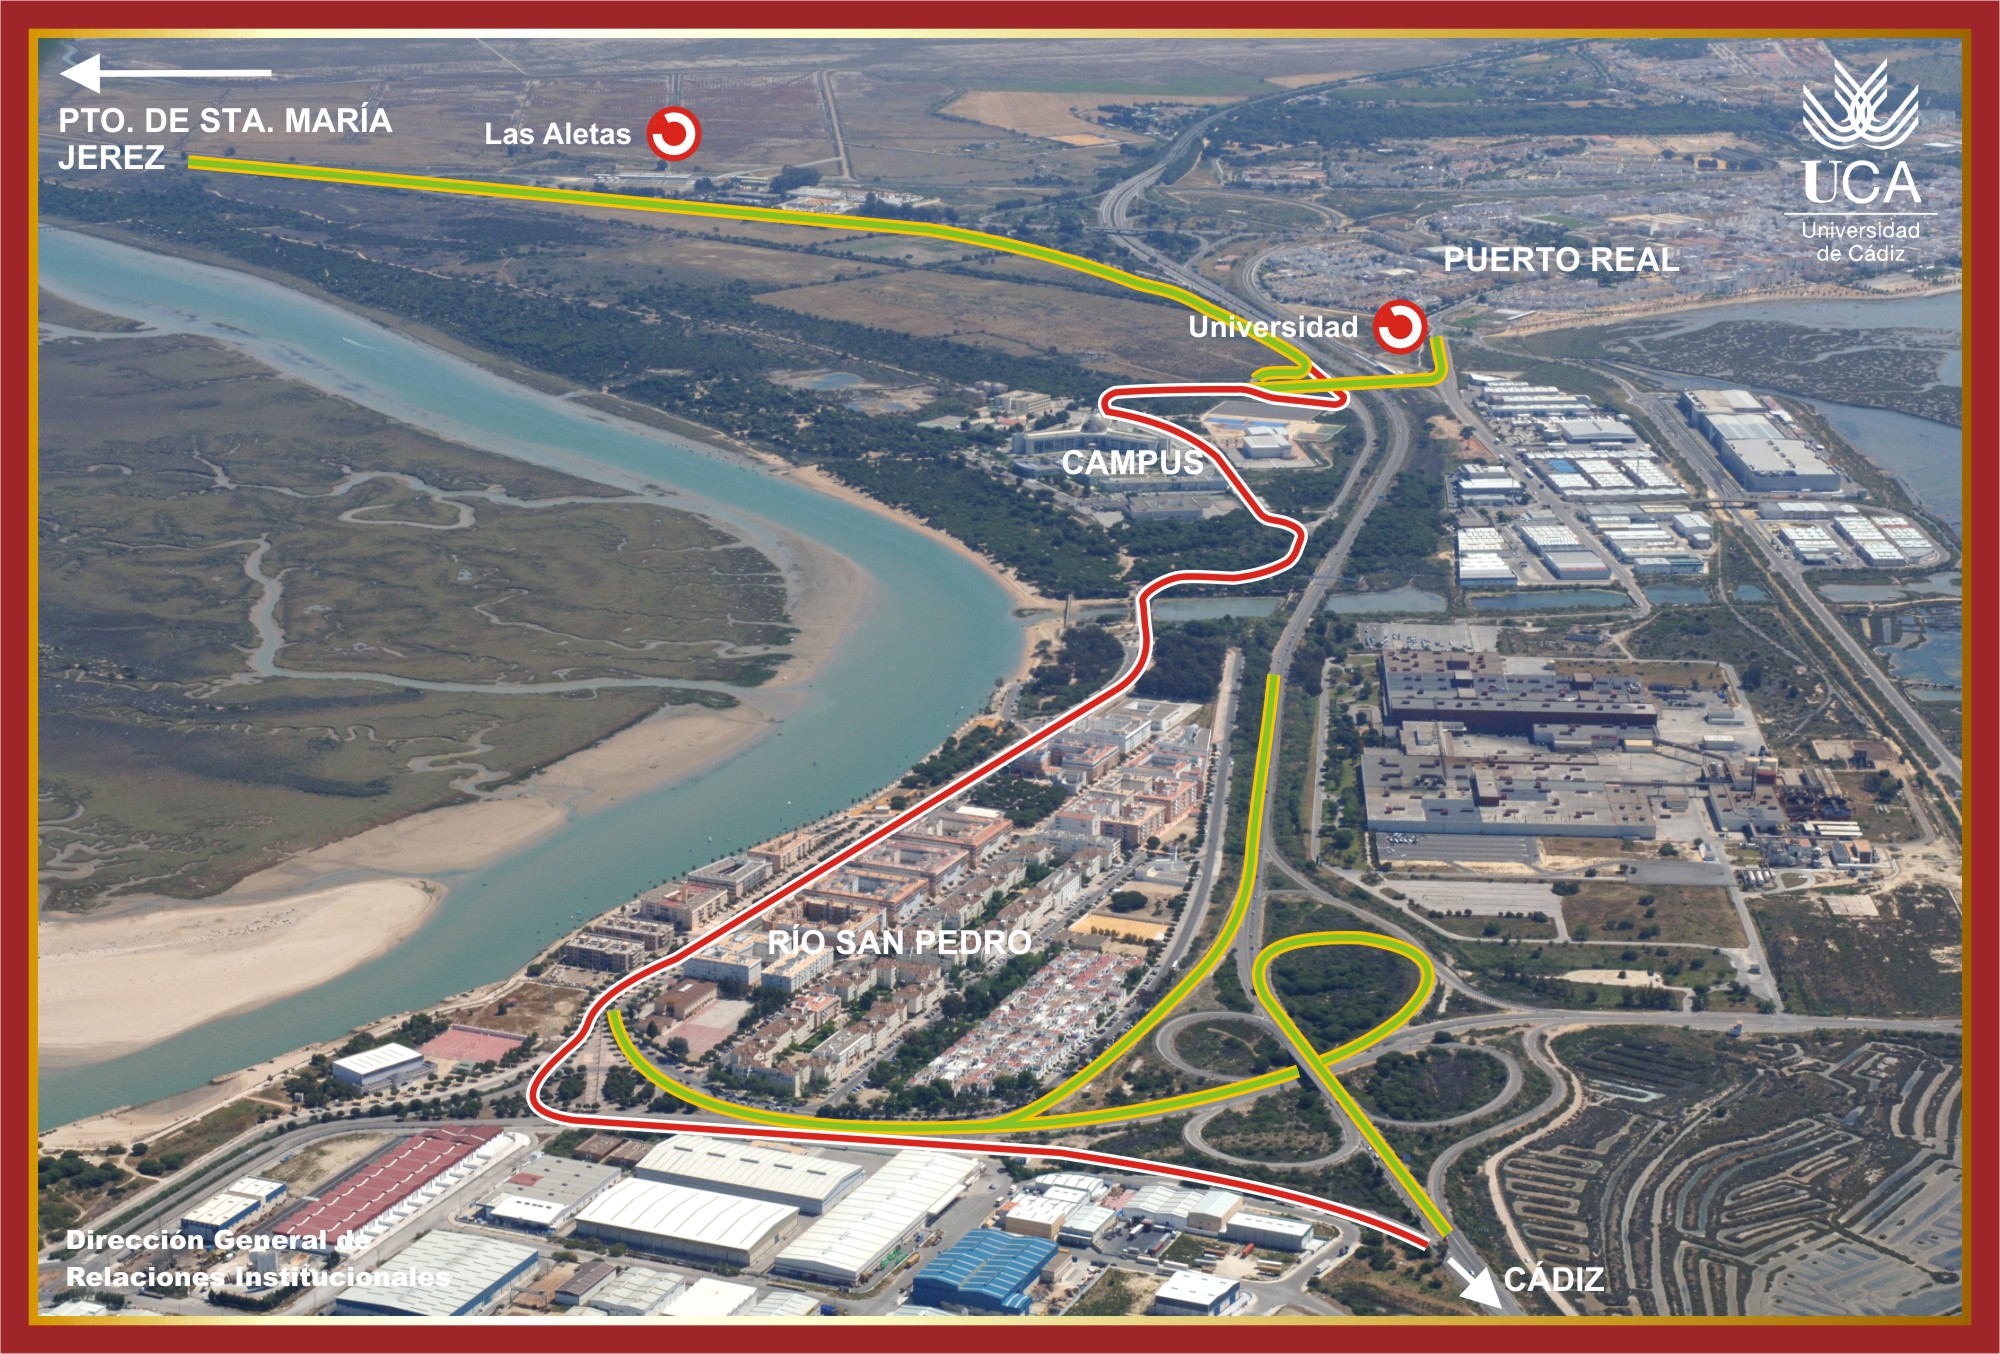 PTO. DE STA. MARÍA
JEREZ
Las Aletas
UCA
Universidad
de Cádiz
PUERTO REAL
Universidad
CAMPUS
RÍO SAN PEDRO
Dirección General de
Relaciones Institucionales
CÁDIZ